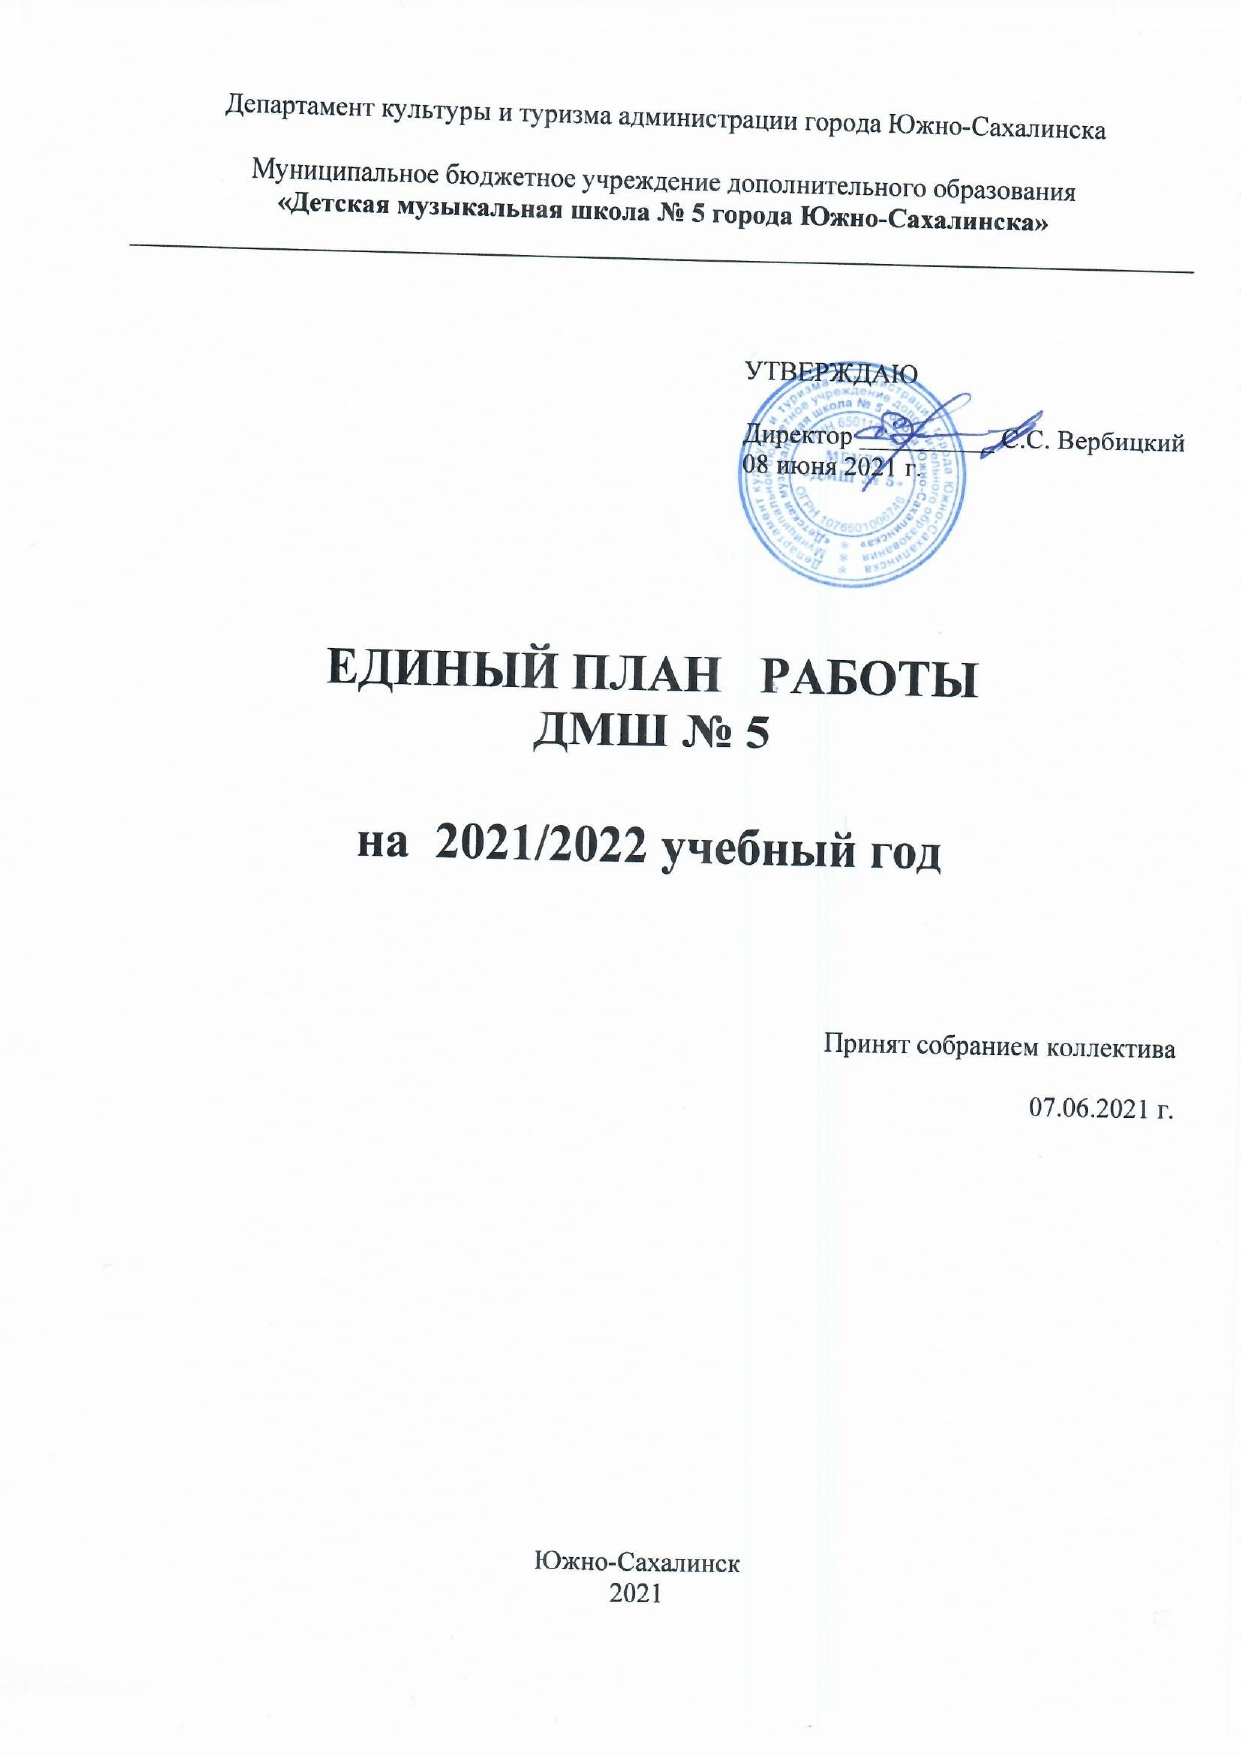 Департамент культуры и туризма администрации города Южно-Сахалинска
Муниципальное бюджетное учреждение дополнительного образования
«Детская музыкальная школа № 5 города Южно-Сахалинска»
УТВЕРЖДАЮ
Директор __________ С.С. Вербицкий
08 июня 2021 г.
ЕДИНЫЙ ПЛАН РАБОТЫ
ДМШ № 5
на 2021/2022 учебный год
Принят собранием коллектива
07.06.2021 г.
Южно-Сахалинск
2021